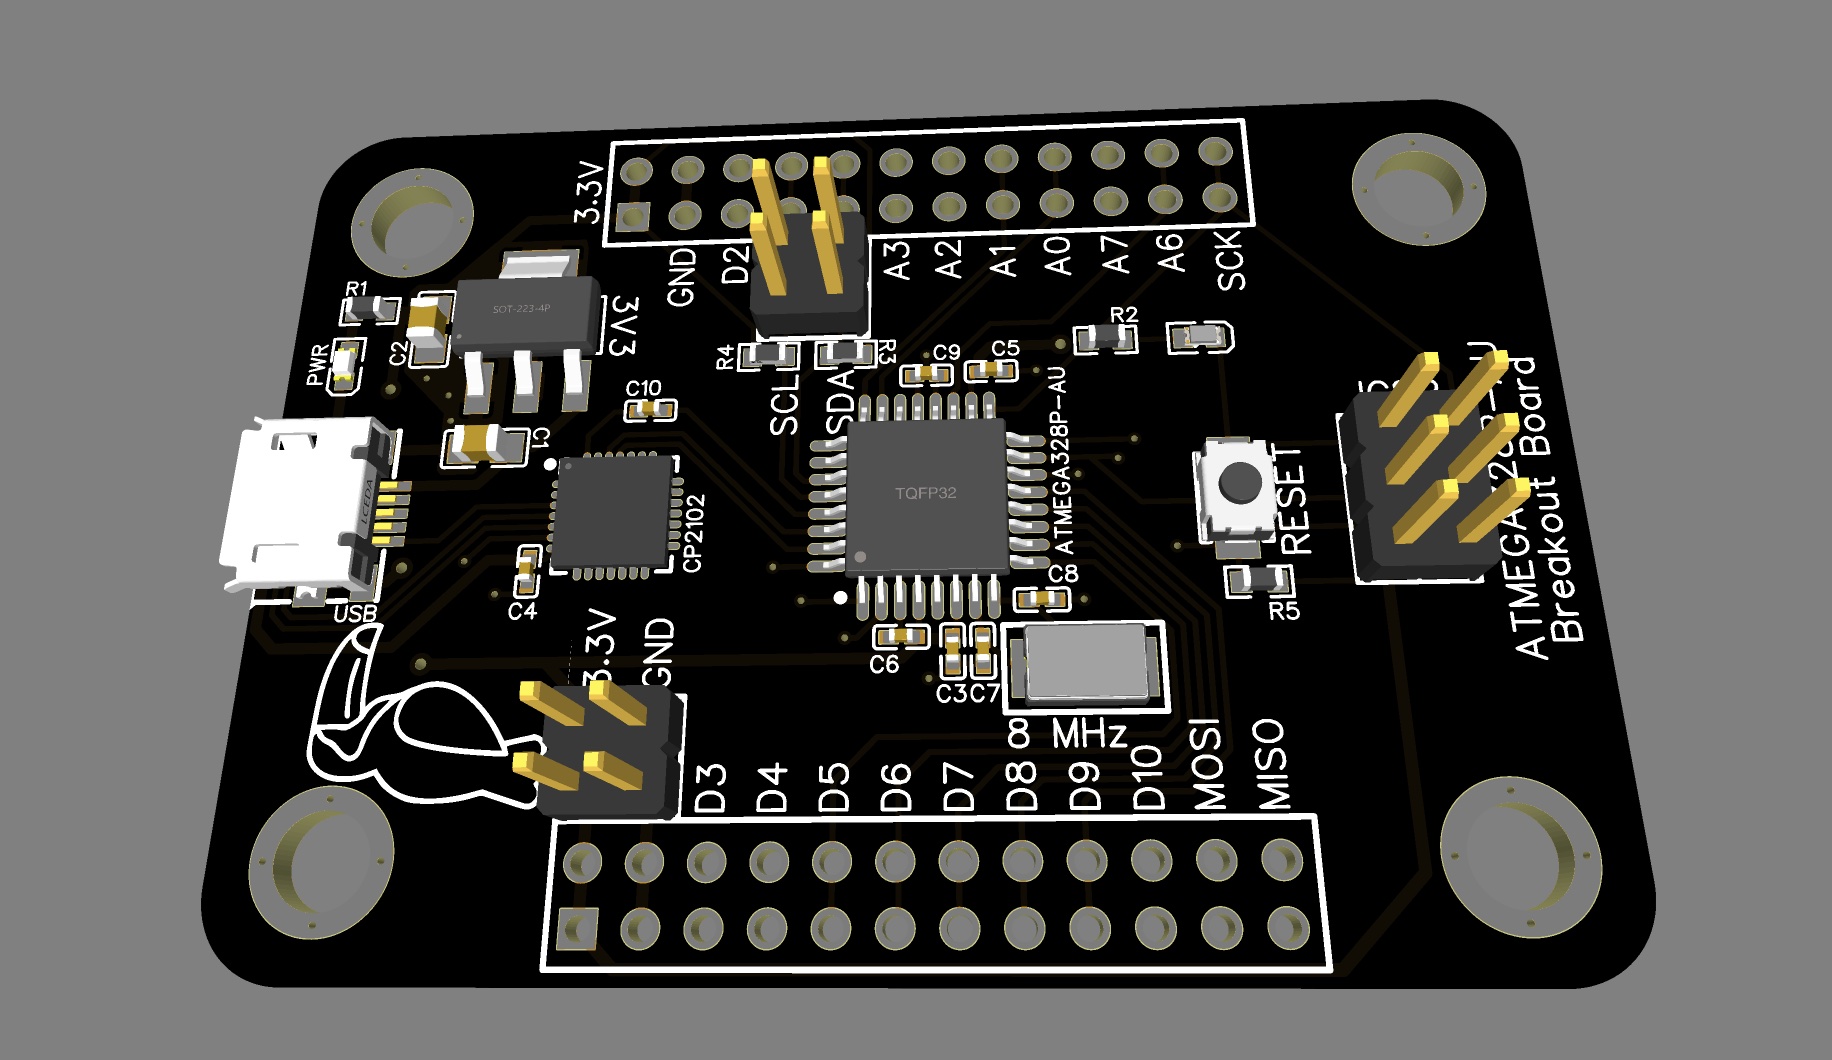 3.3V
GND
D2
A3
A2
A1
A0
A7
A6
SCK
R1
C2
SOT-223-4P
3V3
PWR
R4
R3
C9
C5
R2
C10
SCL
SDA
C1
LCEDA
CP2102
TQFP32
ATMEGA328P-AU
RESET
ATMEGA328P-AU
Breakout Board
C4
USB
C8
R5
C6
C3
C7
3.3V
GND
8 MHz
D3
D4
D5
D6
D7
D8
D9
D10
MOSI
MISO